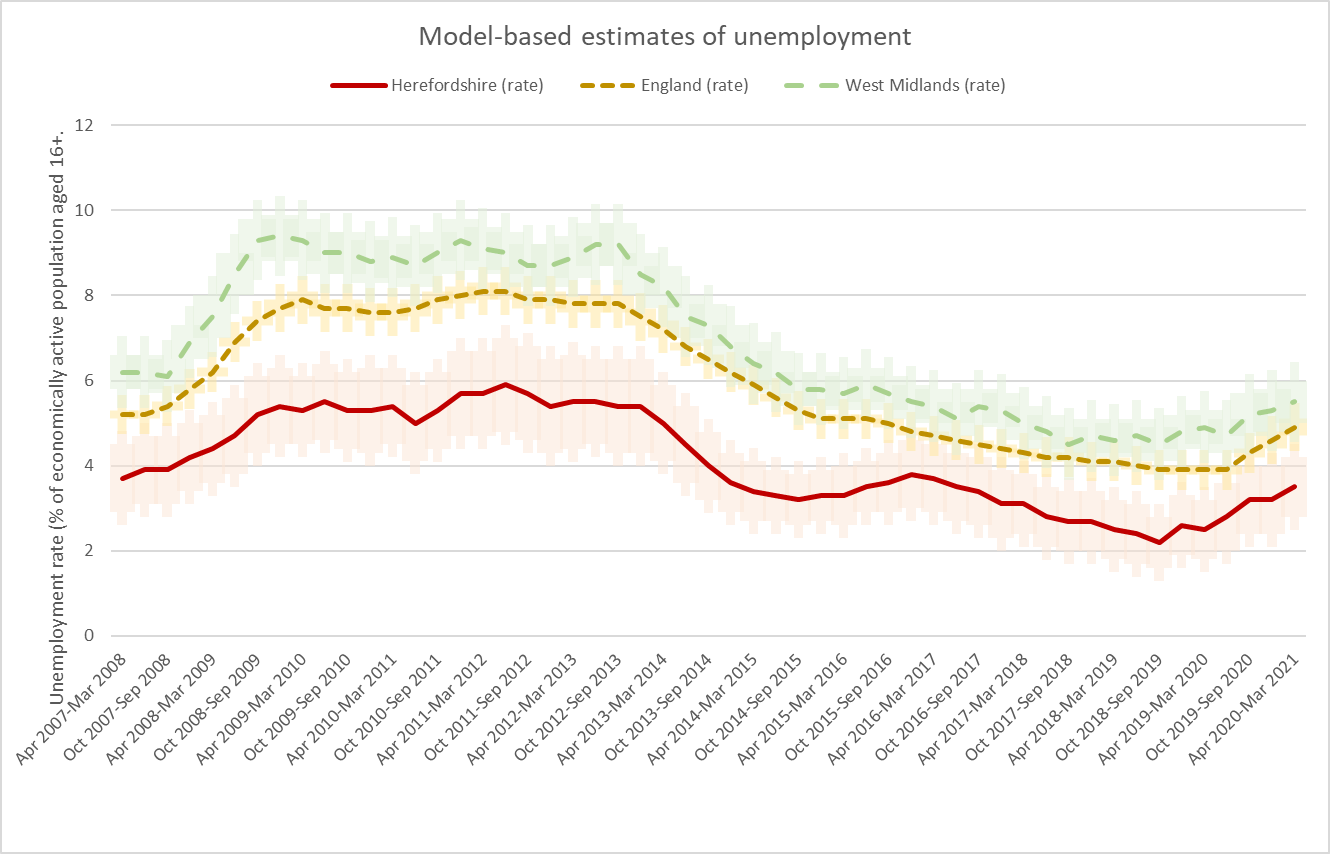 Model-based estimates of unemployment
Herefordshire (rate) England (rate) West Midlands (rate)
Unemployment rate (% of economically active population aged 16+.
12
10
8
6
4
2
0
Apr 2007-Mar 2008
Oct 2007-Sep 2008
Apr 2008-Mar 2009
Oct 2008-Sep 2009
Apr 2009-Mar 2010
Oct 2009-Sep 2010
Apr 2010-Mar 2011
Oct 2010-Sep 2011
Apr 2011-Mar 2012
Oct 2011-Sep 2012
Apr 2012-Mar 2013
Oct 2012-Sep 2013
Apr 2013-Mar 2014
Oct 2013-Sep 2014
Apr 2014-Mar 2015
Oct 2014-Sep 2015
Apr 2015-Mar 2016
Oct 2015-Sep 2016
Apr 2016-Mar 2017
Oct 2016-Sep 2017
Apr 2017-Mar 2018
Oct 2017-Sep 2018
Apr 2018-Mar 2019
Oct 2018-Sep 2019
Apr 2019-Mar 2020
Oct 2019-Sep 2020
Apr 2020-Mar 2021